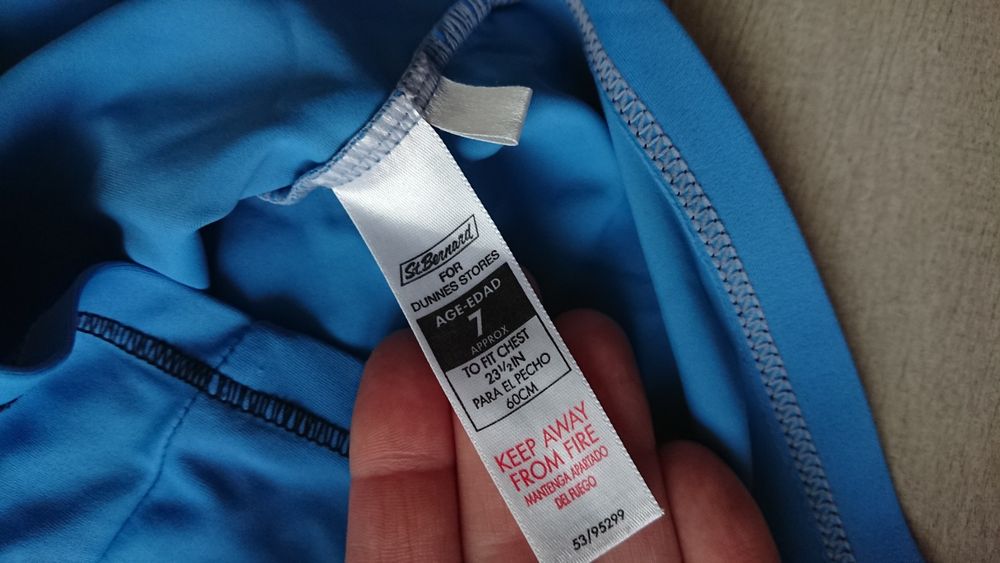 St.Bernard
FOR
DUNNES STORES
AGE-EDAD
7
APPROX
TO FIT CHEST
23½IN
PARA EL PECHO
60CM
KEEP AWAY
FROM FIRE
MANTENGA APARTADO
DEL FUEGO
53/95299